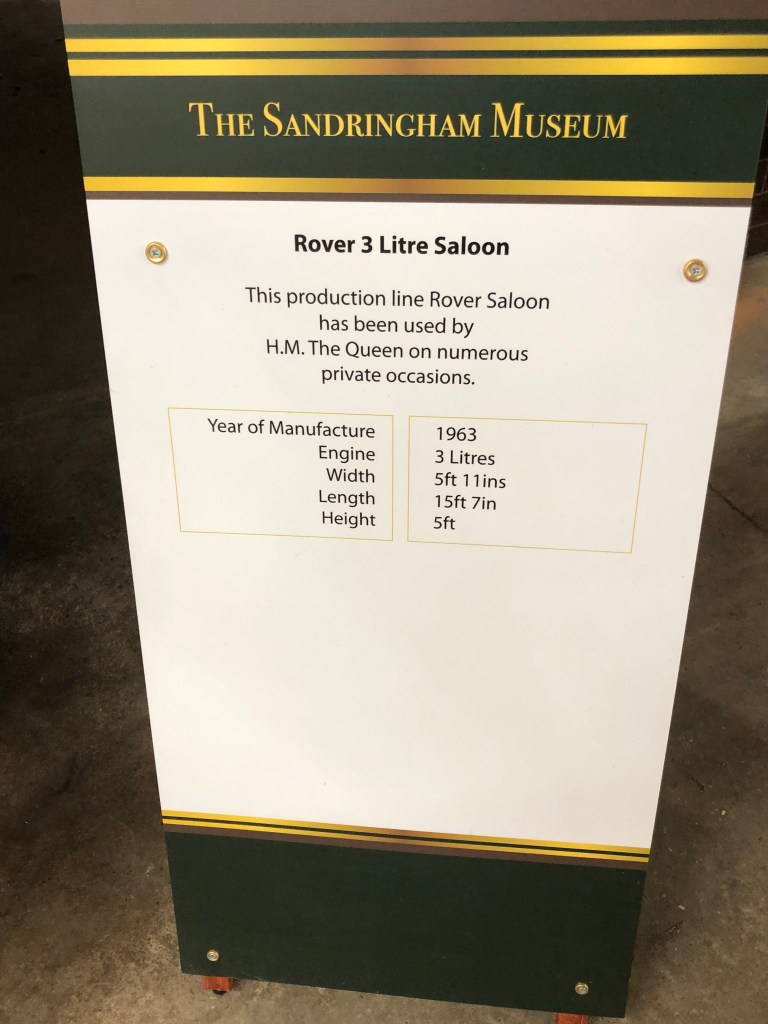 The Sandringham Museum
Rover 3 Litre Saloon
This production line Rover Saloon
has been used by
H.M. The Queen on numerous
private occasions.
Year of Manufacture 1963
Engine 3 Litres
Width 5ft 11ins
Length 15ft 7in
Height 5ft